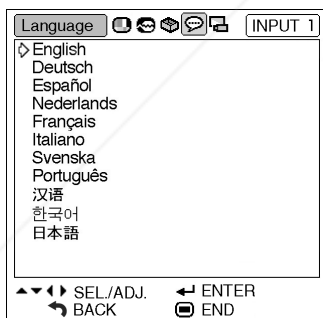 Language INPUT 1
English
Deutsch
Español
Nederlands
Français
Italiano
Svenska
Português
汉语
한국어
日本語
SEL./ADJ. ENTER
BACK END